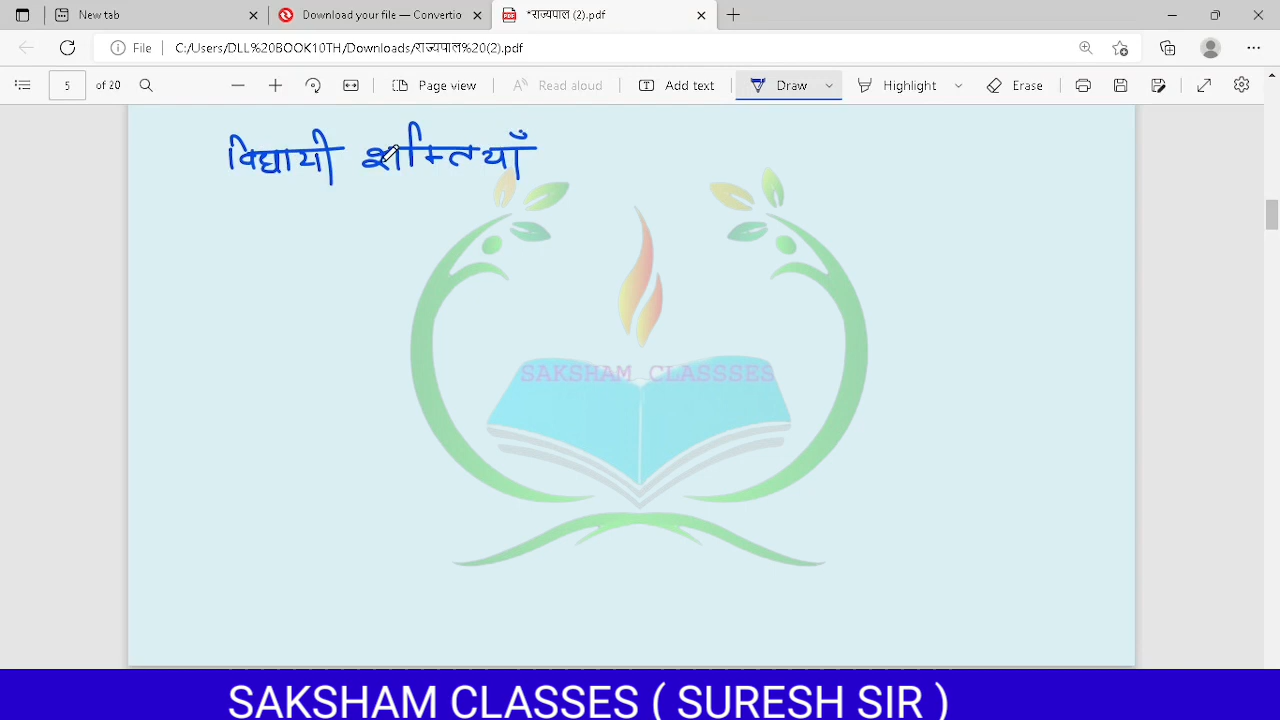 New tab
Download your file — Convertio
*राज्यपाल (2).pdf
File
C:/Users/DLL%20BOOK10TH/Downloads/राज्यपाल%20(2).pdf
5 of 20
Page view
Read aloud
Add text
Draw
Highlight
Erase
विधायी शक्तियाँ
SAKSHAM CLASSSES
SAKSHAM CLASSES ( SURESH SIR )